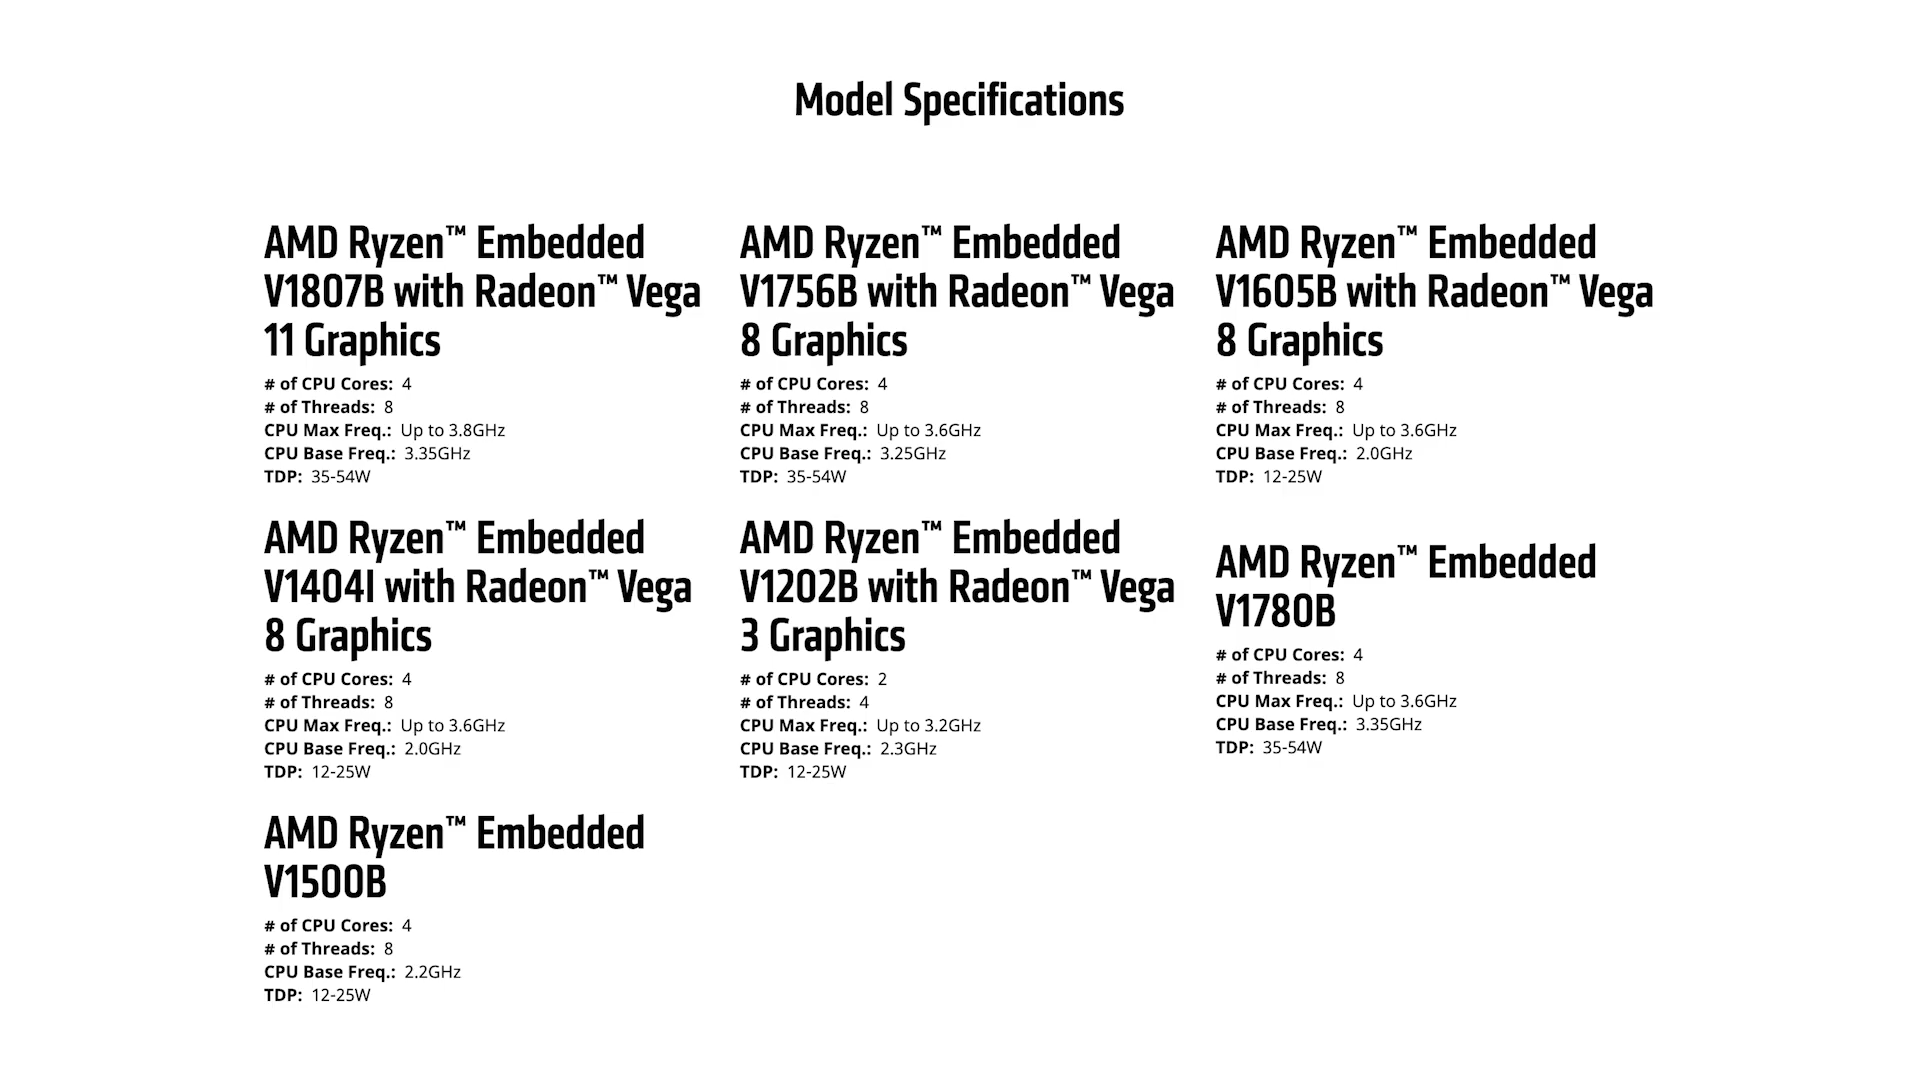 Model Specifications
AMD Ryzen™ Embedded
V1807B with Radeon™ Vega
11 Graphics
# of CPU Cores: 4
# of Threads: 8
CPU Max Freq.: Up to 3.8GHz
CPU Base Freq.: 3.35GHz
TDP: 35-54W
AMD Ryzen™ Embedded
V1756B with Radeon™ Vega
8 Graphics
# of CPU Cores: 4
# of Threads: 8
CPU Max Freq.: Up to 3.6GHz
CPU Base Freq.: 3.25GHz
TDP: 35-54W
AMD Ryzen™ Embedded
V1605B with Radeon™ Vega
8 Graphics
# of CPU Cores: 4
# of Threads: 8
CPU Max Freq.: Up to 3.6GHz
CPU Base Freq.: 2.0GHz
TDP: 12-25W
AMD Ryzen™ Embedded
V1404I with Radeon™ Vega
8 Graphics
# of CPU Cores: 4
# of Threads: 8
CPU Max Freq.: Up to 3.6GHz
CPU Base Freq.: 2.0GHz
TDP: 12-25W
AMD Ryzen™ Embedded
V1202B with Radeon™ Vega
3 Graphics
# of CPU Cores: 2
# of Threads: 4
CPU Max Freq.: Up to 3.2GHz
CPU Base Freq.: 2.3GHz
TDP: 12-25W
AMD Ryzen™ Embedded
V1780B
# of CPU Cores: 4
# of Threads: 8
CPU Max Freq.: Up to 3.6GHz
CPU Base Freq.: 3.35GHz
TDP: 35-54W
AMD Ryzen™ Embedded
V1500B
# of CPU Cores: 4
# of Threads: 8
CPU Base Freq.: 2.2GHz
TDP: 12-25W